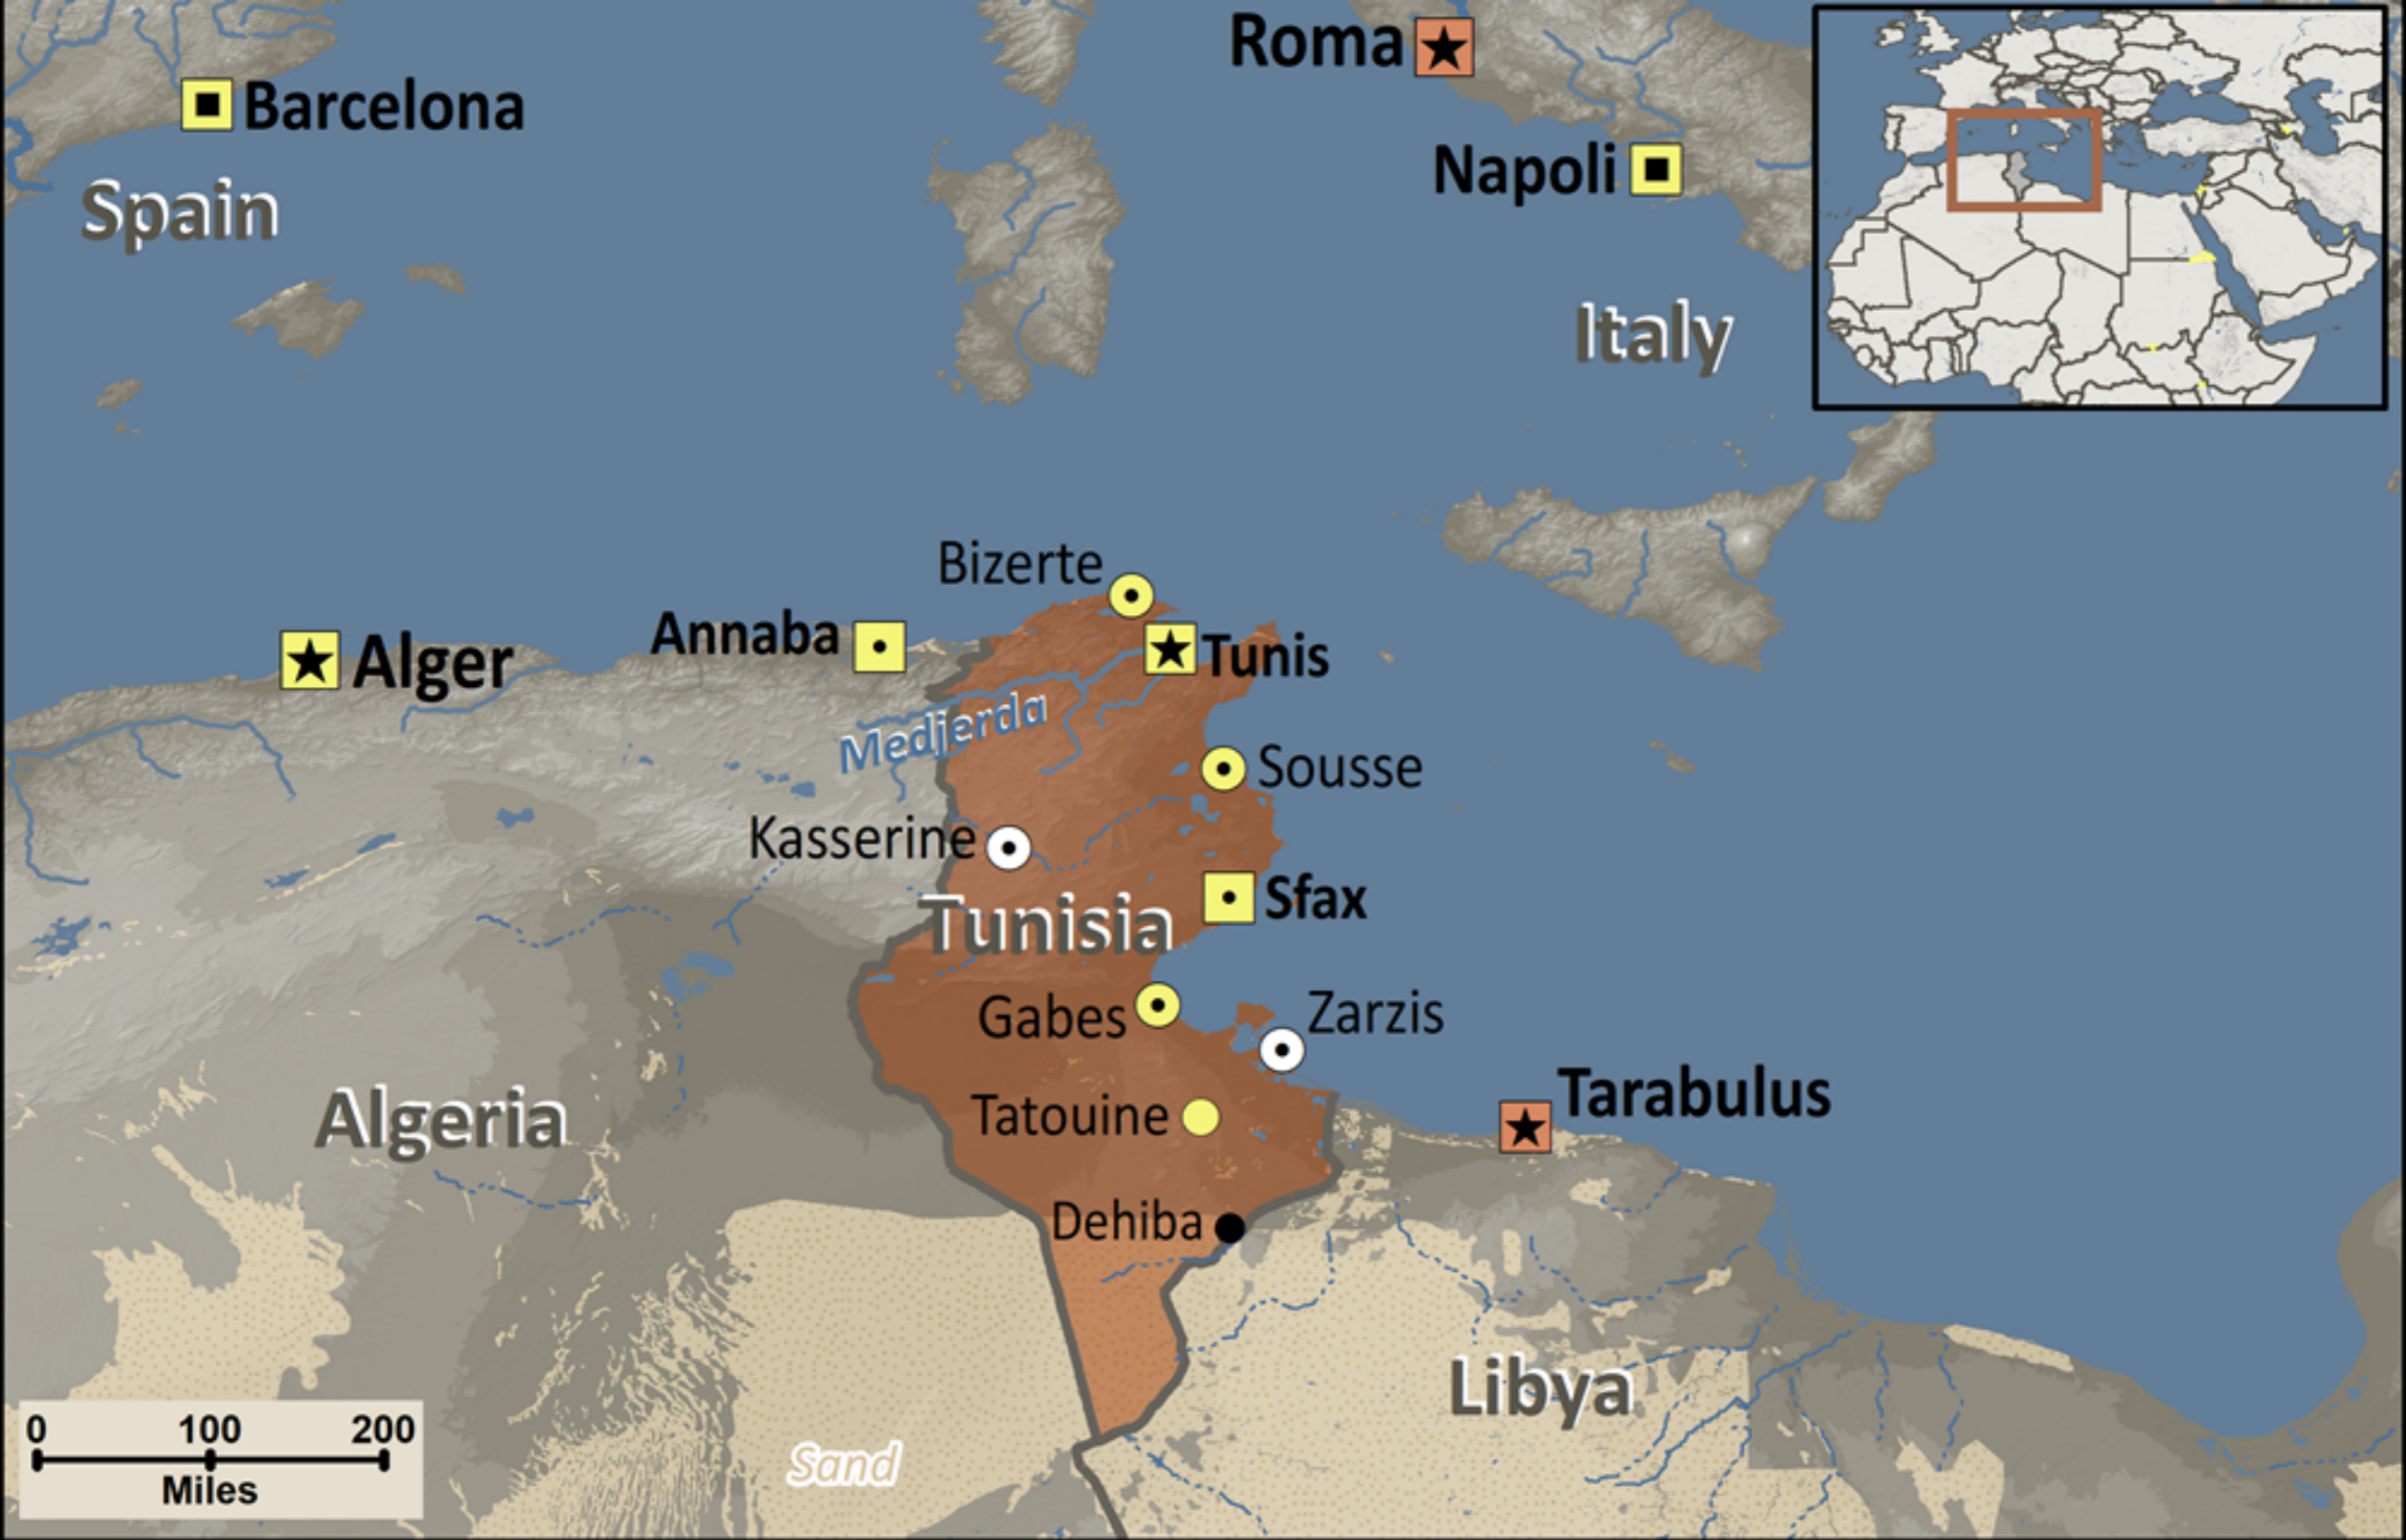 Roma
Barcelona
Napoli
Spain
Italy
Bizerte
Annaba
Alger
Tunis
Medjerda
Sousse
Kasserine
Sfax
Tunisia
Gabes
Zarzis
Tarabulus
Tatouine
Algeria
Dehiba
Libya
Sand
0 100 200
Miles